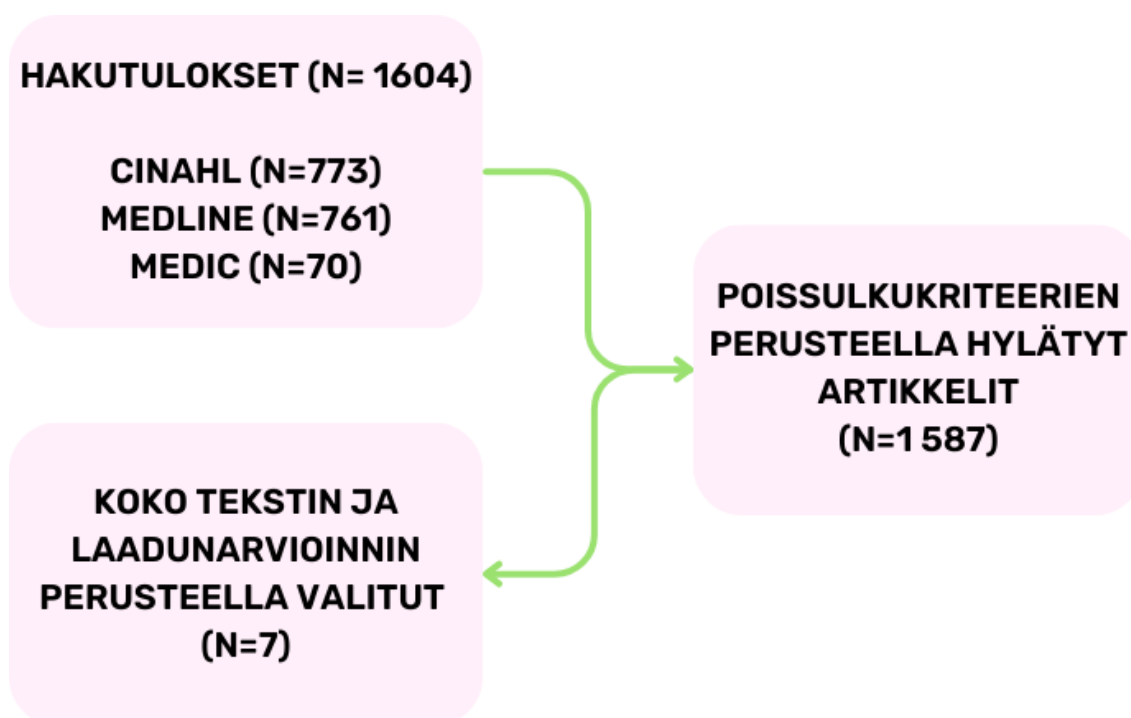 HAKUTULOKSET (N= 1604)
CINAHL (N=773)
MEDLINE (N=761)
MEDIC (N=70)
POISSULKUKRITEERIEN
PERUSTEELLA HYLÄTYT
ARTIKKELIT
(N=1 587)
KOKO TEKSTIN JA
LAADUNARVIOINNIN
PERUSTEELLA VALITUT
(N=7)